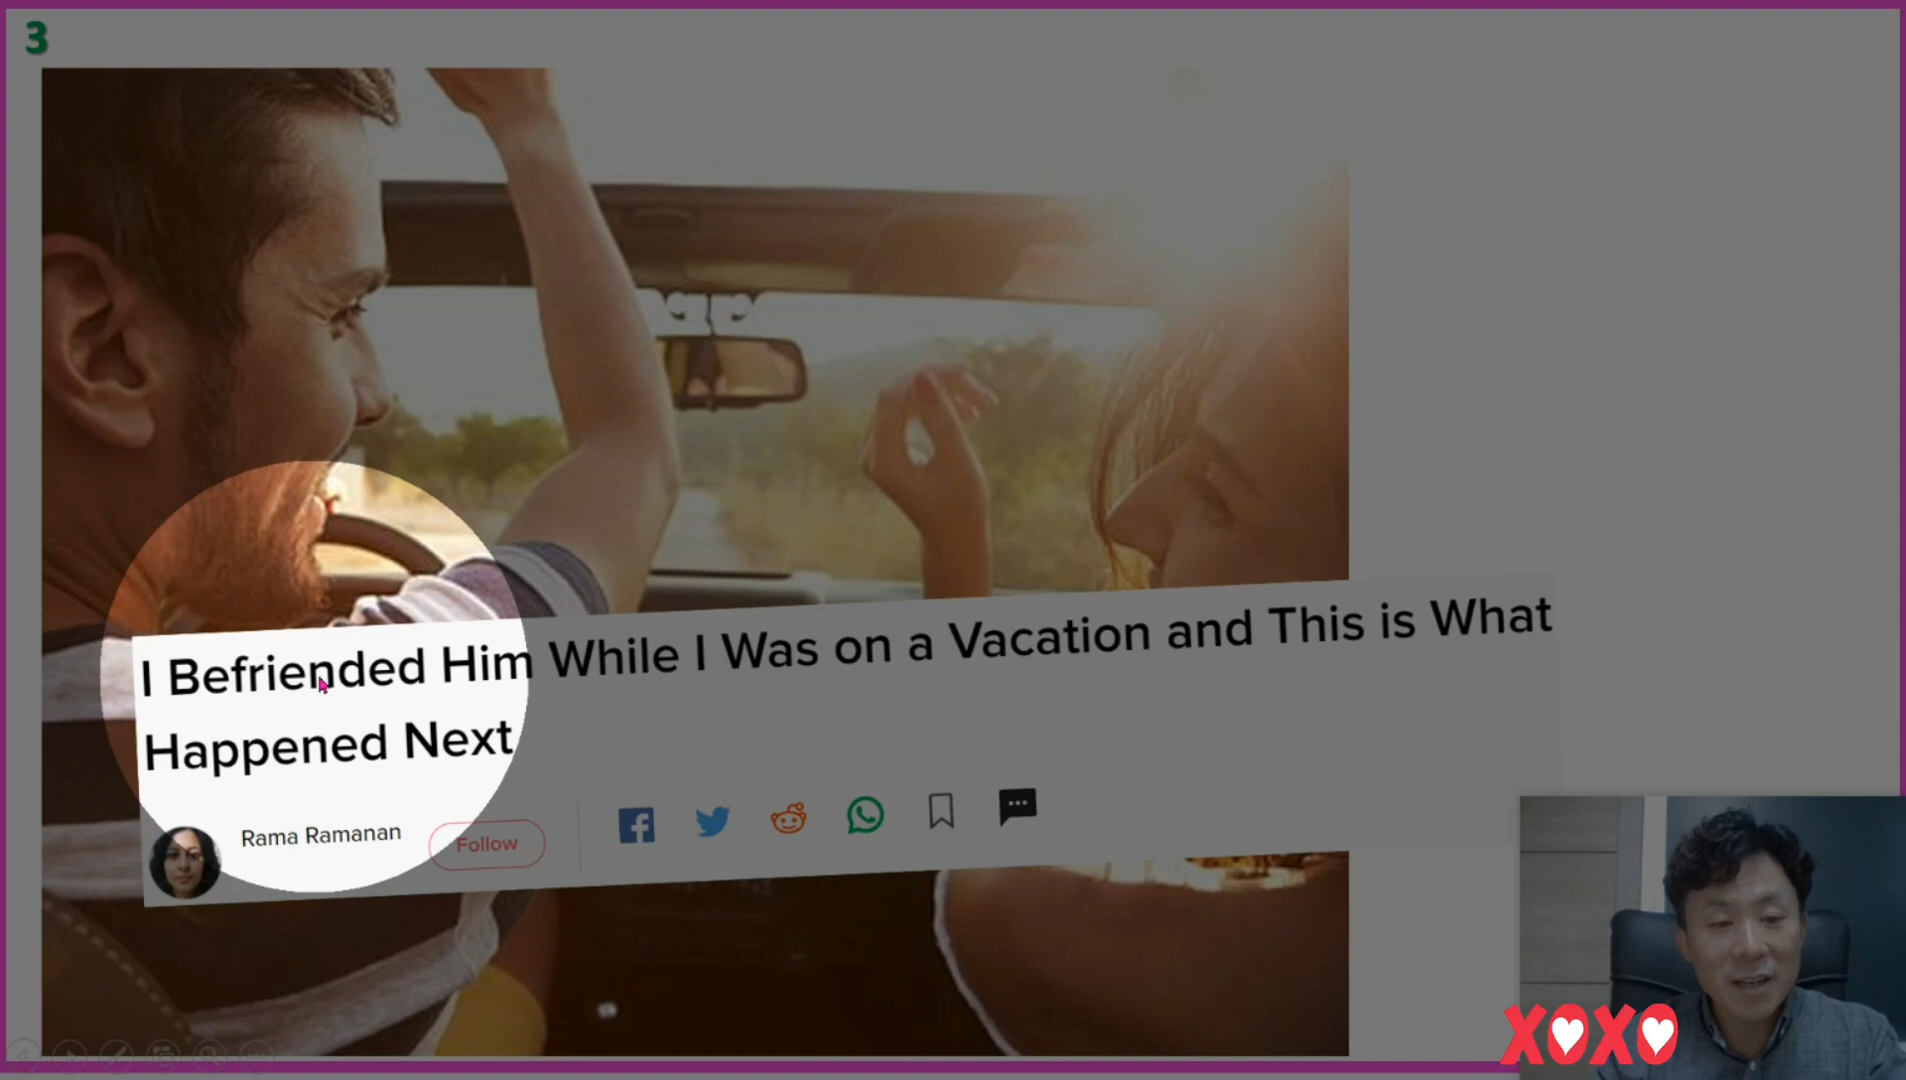 3
I Befriended Him While I Was on a Vacation and This is What
Happened Next
Rama Ramanan
Follow
XOXO